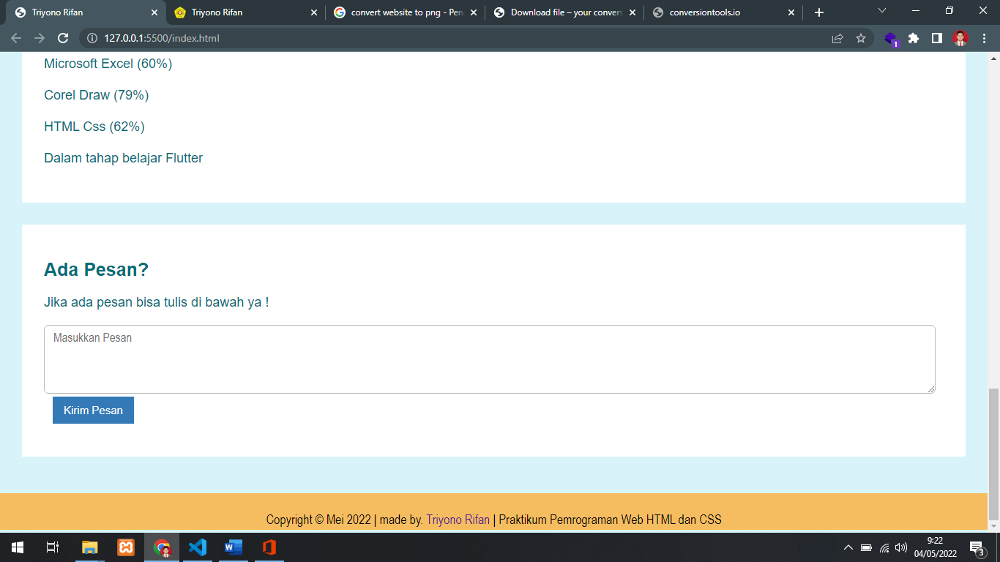 Triyono Rifan
Triyono Rifan
convert website to png - Pen
Download file – your convers
conversiontools.io
127.0.0.1:5500/index.html
1
Microsoft Excel (60%)
Corel Draw (79%)
HTML Css (62%)
Dalam tahap belajar Flutter
Ada Pesan?
Jika ada pesan bisa tulis di bawah ya !
Masukkan Pesan
Kirim Pesan
Copyright © Mei 2022 | made by. Triyono Rifan | Praktikum Pemrograman Web HTML dan CSS
9:22
04/05/2022
3